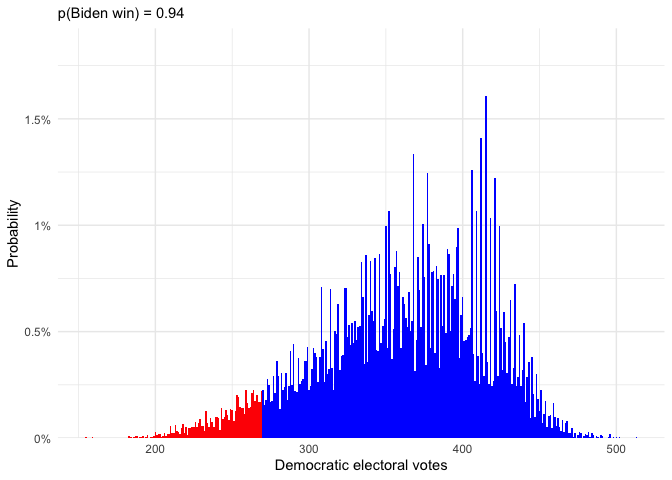 p(Biden win) = 0.94
1.5%
1%
0.5%
0%
Probability
200
300
400
500
Democratic electoral votes